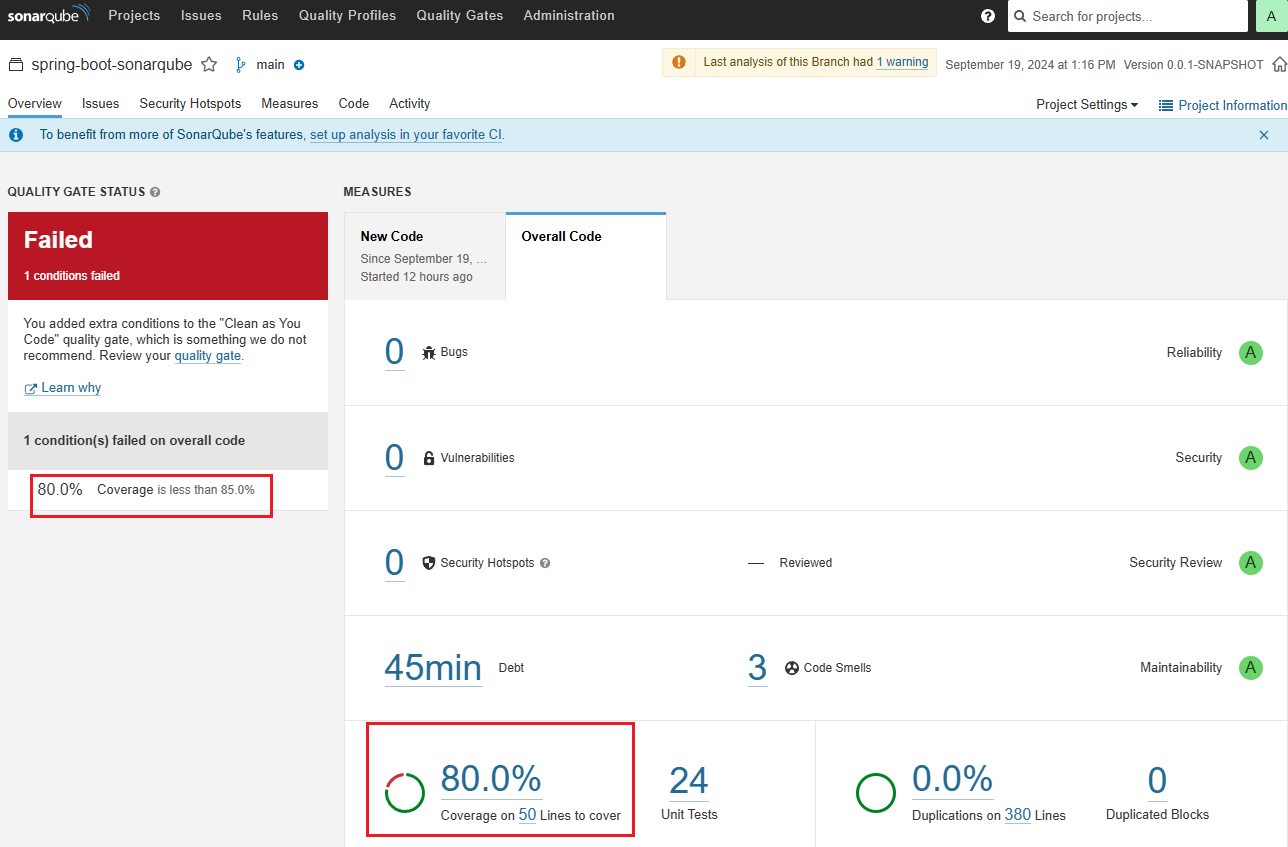 sonarqube Projects Issues Rules Quality Profiles Quality Gates Administration ? Search for projects... A
spring-boot-sonarqube main Last analysis of this Branch had 1 warning September 19, 2024 at 1:16 PM Version 0.0.1-SNAPSHOT
Overview Issues Security Hotspots Measures Code Activity Project Settings Project Information
To benefit from more of SonarQube's features, set up analysis in your favorite CI.
QUALITY GATE STATUS
Failed
1 conditions failed
You added extra conditions to the "Clean as You
Code" quality gate, which is something we do not
recommend. Review your quality gate.
Learn why
1 condition(s) failed on overall code
80.0% Coverage is less than 85.0%
MEASURES
New Code
Since September 19, ...
Started 12 hours ago
Overall Code
0 Bugs Reliability A
0 Vulnerabilities Security A
0 Security Hotspots — Reviewed Security Review A
45min Debt 3 Code Smells Maintainability A
80.0%
Coverage on 50 Lines to cover
24
Unit Tests
0.0%
Duplications on 380 Lines
0
Duplicated Blocks